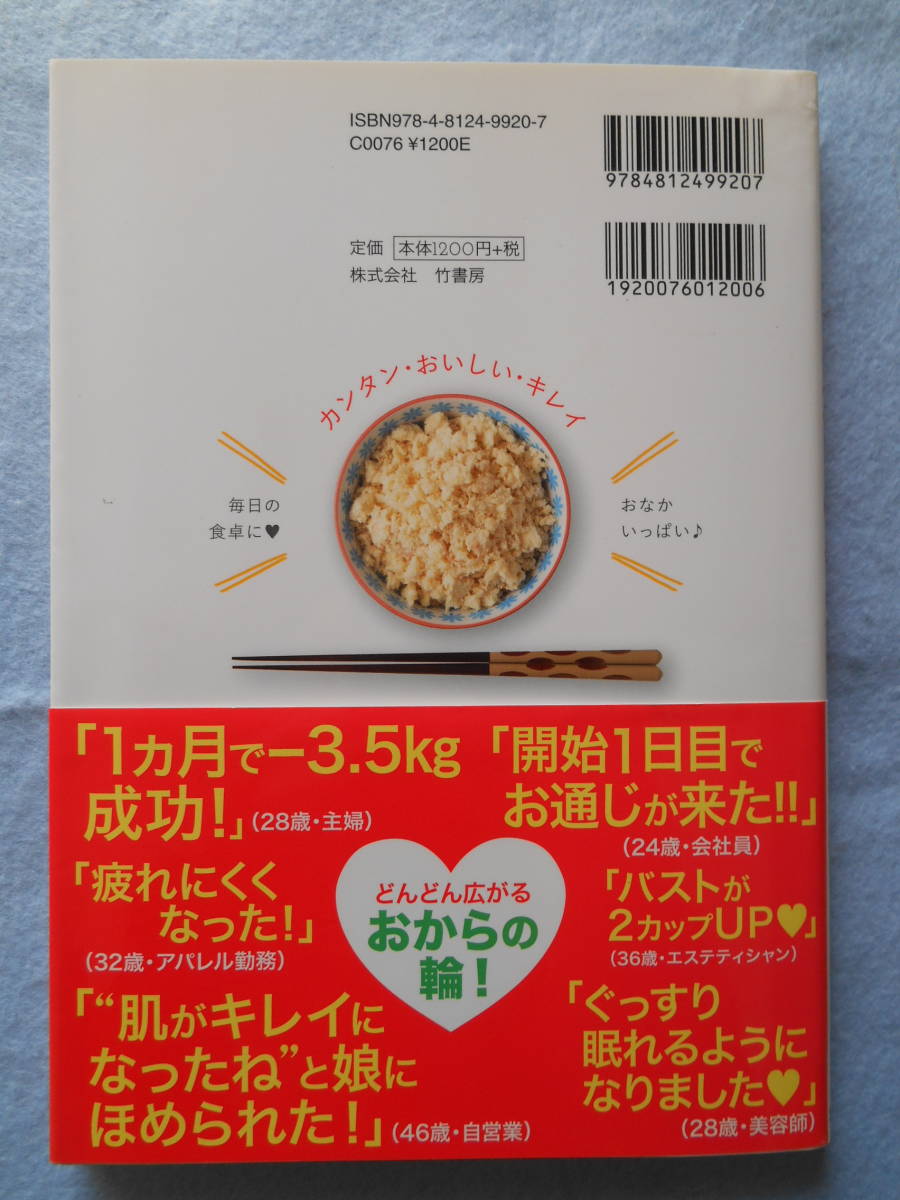 ISBN978-4-8124-9920-7
C0076 ¥1200E
9784812499207
定価 本体1200円+税
株式会社 竹書房
1920076012006
カンタン・おいしい・キレイ
毎日の
食卓に♥
おなか
いっぱい♪
「1ヵ月で−3.5kg
成功!」(28歳・主婦)
「開始1日目で
お通じが来た!!」
(24歳・会社員)
「疲れにくく
なった!」
(32歳・アパレル勤務)
どんどん広がる
おからの
輪!
「バストが
2カップUP♥」
(36歳・エステティシャン)
「“肌がキレイに
なったね”と娘に
ほめられた!」(46歳・自営業)
「ぐっすり
眠れるように
なりました♥」
(28歳・美容師)